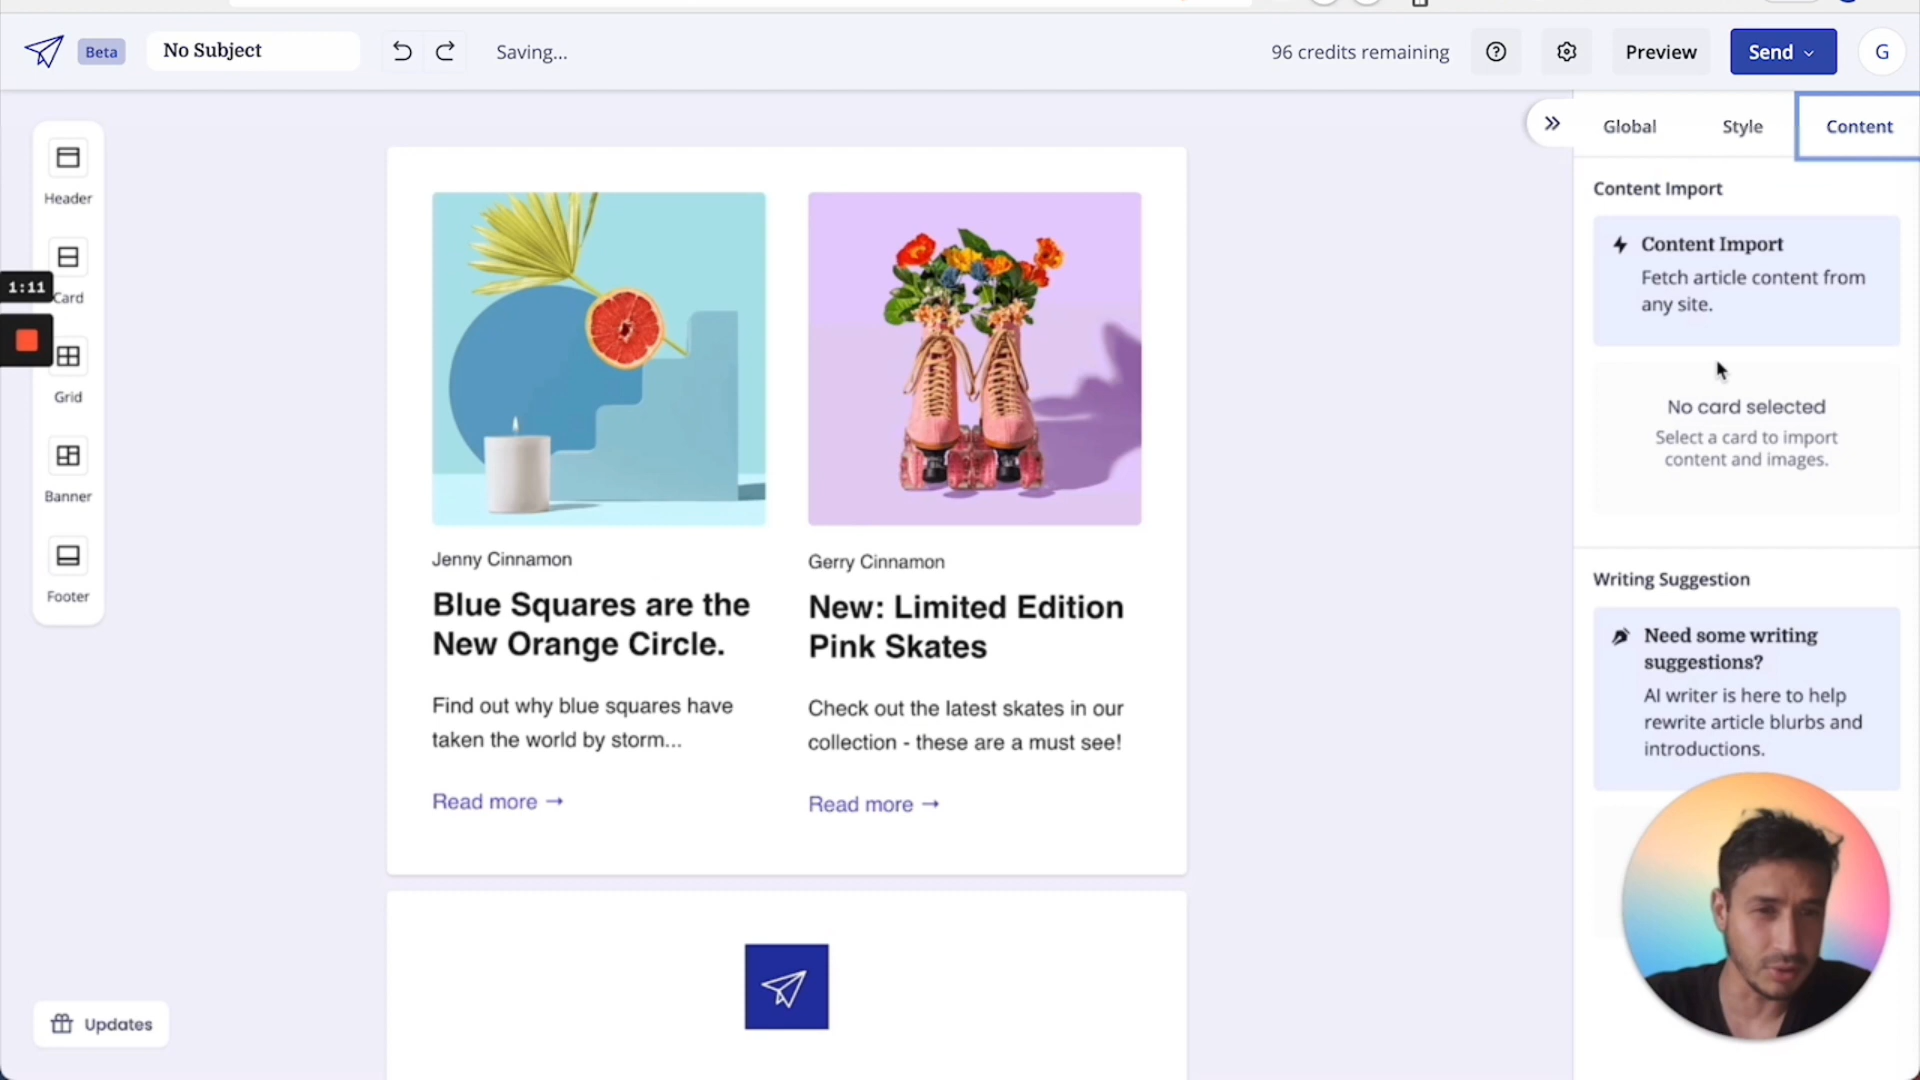 Beta
No Subject
Saving...
96 credits remaining
Preview
Send
G
Header
Card
Grid
Banner
Footer
1:11
Updates
Jenny Cinnamon
Blue Squares are the
New Orange Circle.
Find out why blue squares have
taken the world by storm...
Read more →
Gerry Cinnamon
New: Limited Edition
Pink Skates
Check out the latest skates in our
collection - these are a must see!
Read more →
Global
Style
Content
Content Import
Content Import
Fetch article content from
any site.
No card selected
Select a card to import
content and images.
Writing Suggestion
Need some writing
suggestions?
AI writer is here to help
rewrite article blurbs and
introductions.